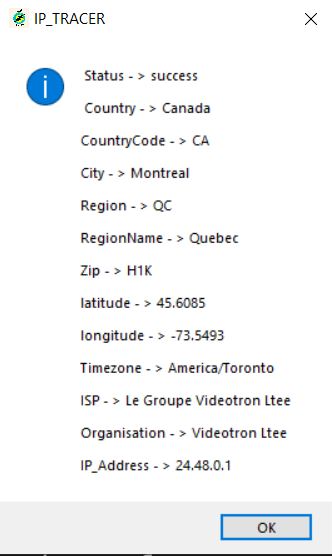 IP_TRACER
Status - > success
Country - > Canada
CountryCode - > CA
City - > Montreal
Region - > QC
RegionName - > Quebec
Zip - > H1K
latitude - > 45.6085
longitude - > -73.5493
Timezone - > America/Toronto
ISP - > Le Groupe Videotron Ltee
Organisation - > Videotron Ltee
IP_Address - > 24.48.0.1
OK